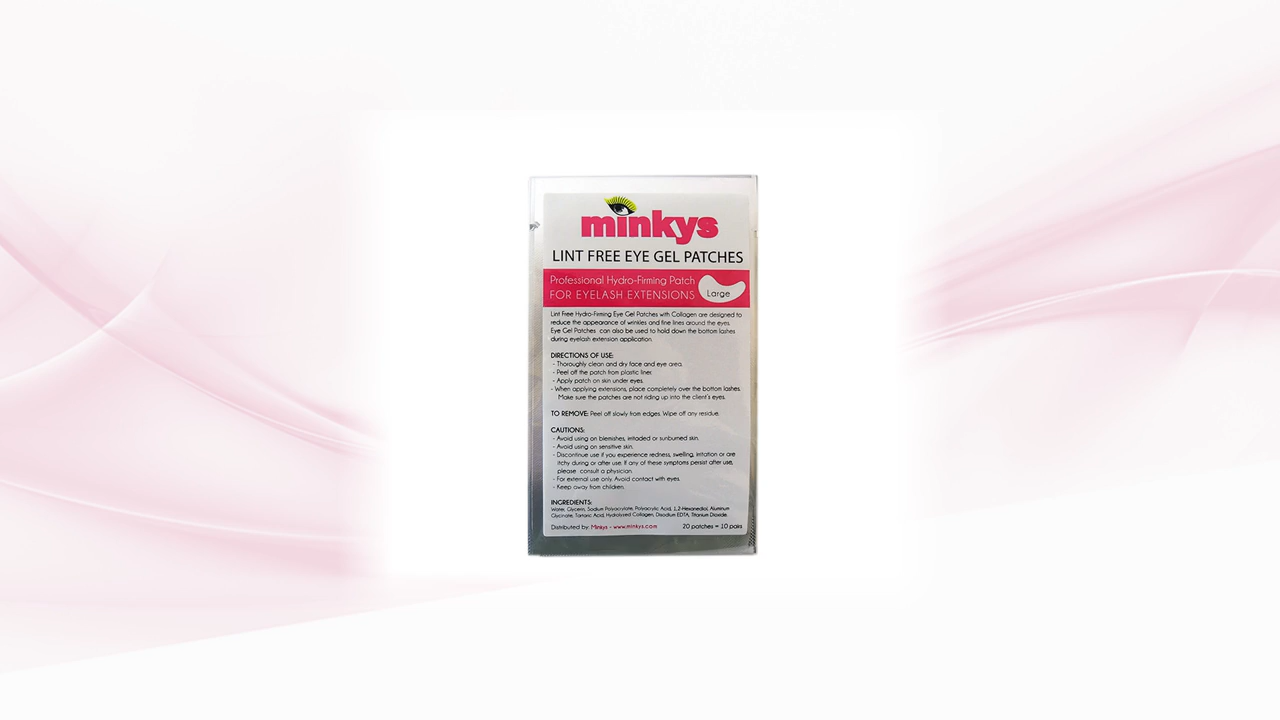 minkys
LINT FREE EYE GEL PATCHES
Professional Hydro-Firming Patch
FOR EYELASH EXTENSIONS
Large
Lint Free Hydro-Firming Eye Gel Patches with Collagen are designed to
reduce the appearance of wrinkles and fine lines around the eyes.
Eye Gel Patches can also be used to hold down the bottom lashes
during eyelash extension application.
DIRECTIONS OF USE:
- Thoroughly clean and dry face and eye area.
- Peel off the patch from plastic liner.
- Apply patch on skin under eyes.
- When applying extensions, place completely over the bottom lashes.
Make sure the patches are not riding up into the client's eyes.
TO REMOVE: Peel off slowly from edges. Wipe off any residue.
CAUTIONS:
- Avoid using on blemishes, irritaded or sunburned skin.
- Avoid using on sensitive skin.
- Discontinue use if you experience redness, swelling, irritation or are
itchy during or after use. If any of these symptoms persist after use,
please consult a physician.
- For external use only. Avoid contact with eyes.
- Keep away from children.
INGREDIENTS:
Water, Glycerin, Sodium Polyacrylate, Polyacrylic Acid, 1,2-Hexanediol, Aluminum
Glycinate, Tartaric Acid, Hydrolyzed Collagen, Disodium EDTA, Titanium Dioxide.
Distributed by: Minkys - www.minkys.com
20 patches = 10 pairs